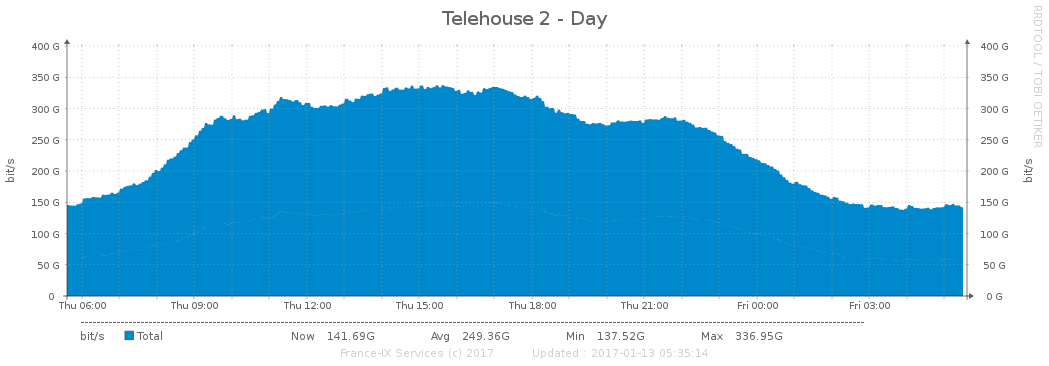 Telehouse 2 - Day
RRDTOOL / TOBI OETIKER
bit/s
bit/s
400 G
350 G
300 G
250 G
200 G
150 G
100 G
50 G
0
400 G
350 G
300 G
250 G
200 G
150 G
100 G
50 G
0 G
Thu 06:00 Thu 09:00 Thu 12:00 Thu 15:00 Thu 18:00 Thu 21:00 Fri 00:00 Fri 03:00
bit/s Total Now 141.69G Avg 249.36G Min 137.52G Max 336.95G
France-IX Services (c) 2017 Updated : 2017-01-13 05:35:14